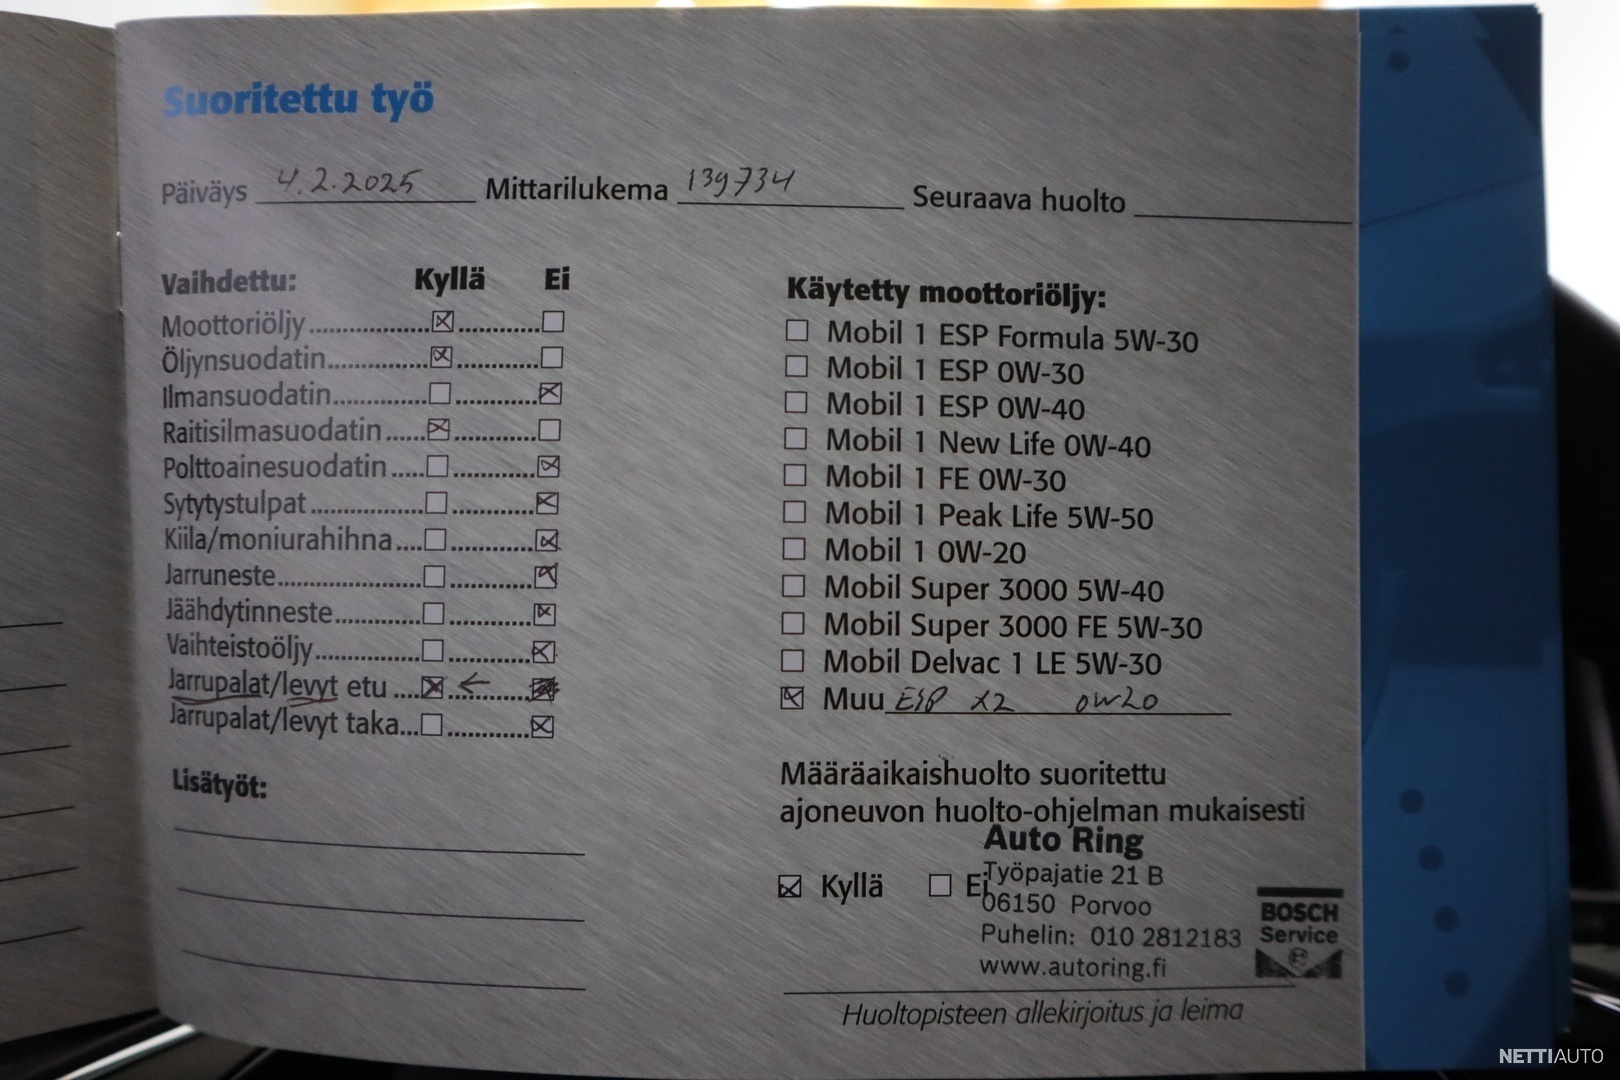 Suoritettu työ
Päiväys 4.2.2025 Mittarilukema 139734 Seuraava huolto
Vaihdettu: Kyllä Ei
Moottoriöljy
Öljynsuodatin
Ilmansuodatin
Raitisilmasuodatin
Polttoainesuodatin
Sytytystulpat
Kiila/moniurahihna
Jarruneste
Jäähdytinneste
Vaihteistoöljy
Jarrupalat/levyt etu
Jarrupalat/levyt taka
Lisätyöt:
Käytetty moottoriöljy:
Mobil 1 ESP Formula 5W-30
Mobil 1 ESP 0W-30
Mobil 1 ESP 0W-40
Mobil 1 New Life 0W-40
Mobil 1 FE 0W-30
Mobil 1 Peak Life 5W-50
Mobil 1 0W-20
Mobil Super 3000 5W-40
Mobil Super 3000 FE 5W-30
Mobil Delvac 1 LE 5W-30
Muu ESP X2 0W20
Määräaikaishuolto suoritettu
ajoneuvon huolto-ohjelman mukaisesti
Kyllä Ei
Auto Ring
Työpajatie 21 B
06150 Porvoo
Puhelin: 010 2812183
www.autoring.fi
BOSCH
Service
Huoltopisteen allekirjoitus ja leima
NETTIAUTO